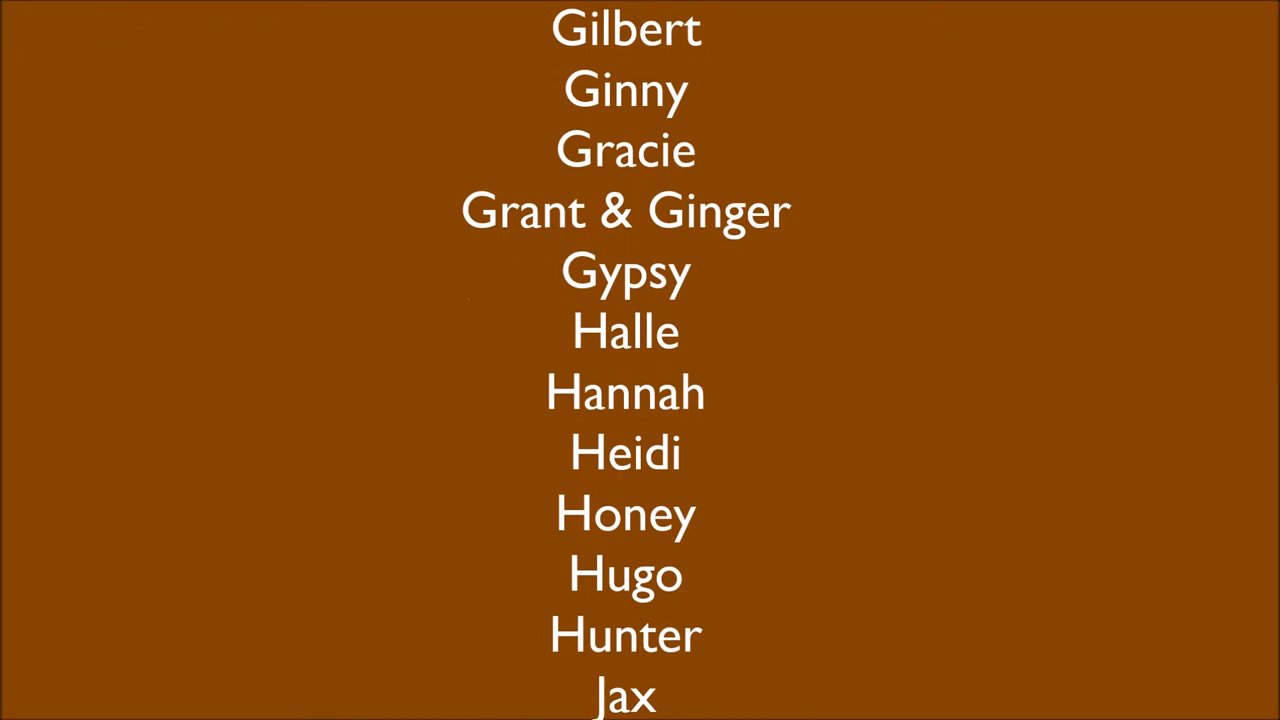 Gilbert
Ginny
Gracie
Grant & Ginger
Gypsy
Halle
Hannah
Heidi
Honey
Hugo
Hunter
Jax